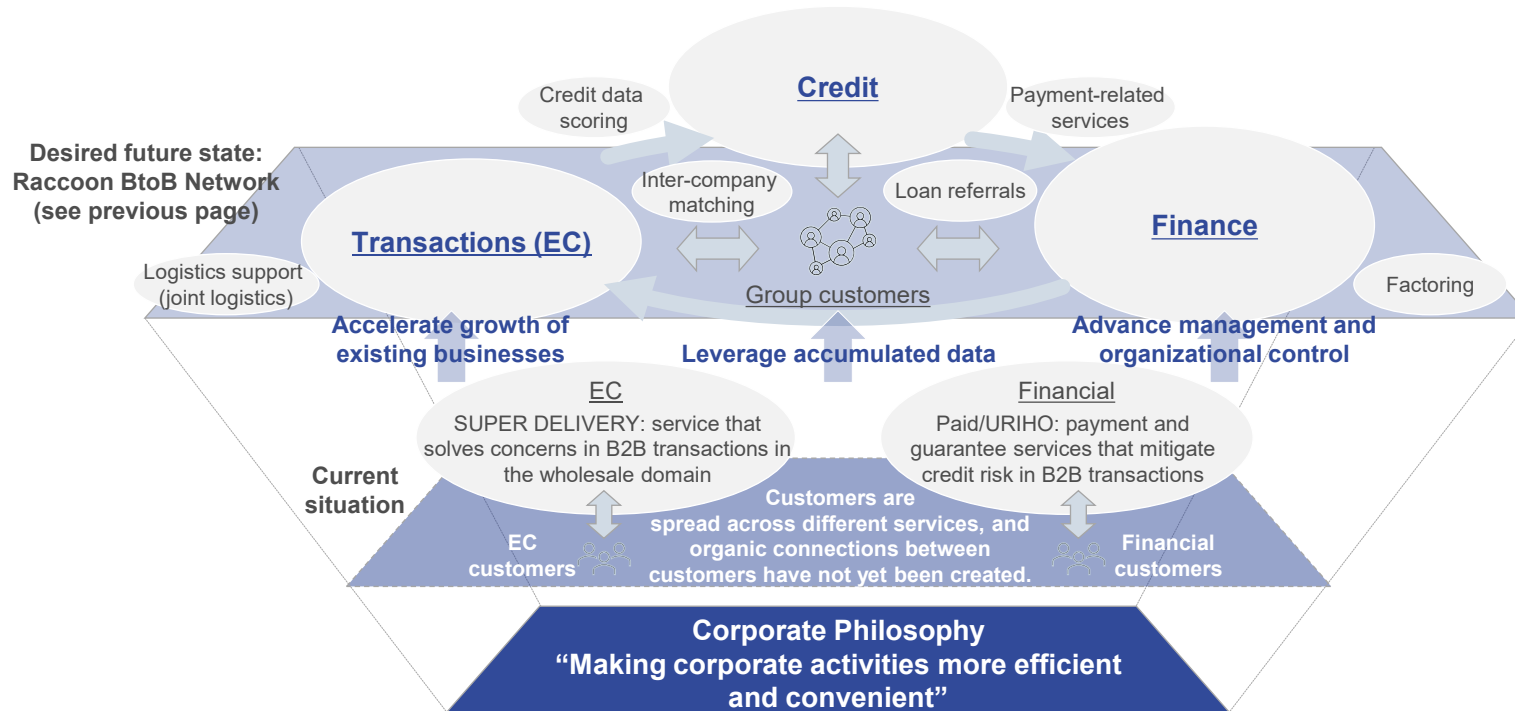 Credit
Credit data
scoring
Payment-related
services
Desired future state:
Raccoon BtoB Network
(see previous page)
Inter-company
matching
Loan referrals
Transactions (EC)
Finance
Logistics support
(joint logistics)
Group customers
Factoring
Accelerate growth of
existing businesses
Leverage accumulated data
Advance management and
organizational control
EC
SUPER DELIVERY: service that
solves concerns in B2B transactions in
the wholesale domain
Financial
Paid/URIHO: payment and
guarantee services that mitigate
credit risk in B2B transactions
Current
situation
EC
customers
Customers are
spread across different services, and
organic connections between
customers have not yet been created.
Financial
customers
Corporate Philosophy
“Making corporate activities more efficient
and convenient”